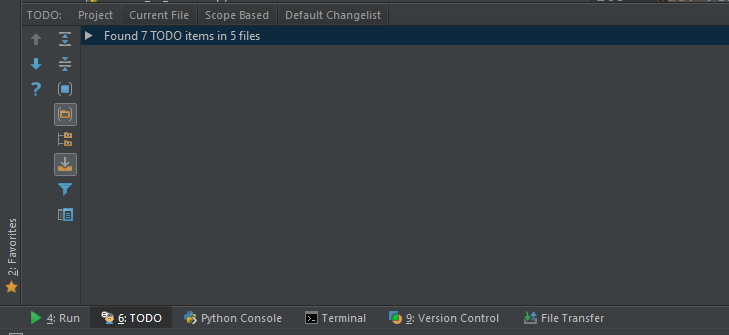 TODO: Project Current File Scope Based Default Changelist
Found 7 TODO items in 5 files
2: Favorites
4: Run 6: TODO Python Console Terminal 9: Version Control File Transfer